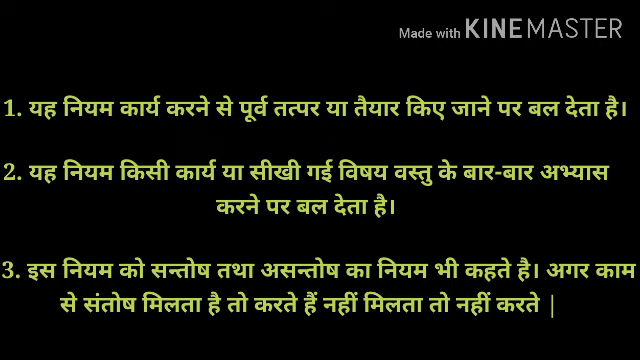 Made with KINEMASTER
1. यह नियम कार्य करने से पूर्व तत्पर या तैयार किए जाने पर बल देता है।
2. यह नियम किसी कार्य या सीखी गई विषय वस्तु के बार-बार अभ्यास
करने पर बल देता है।
3. इस नियम को सन्तोष तथा असन्तोष का नियम भी कहते है। अगर काम
से संतोष मिलता है तो करते हैं नहीं मिलता तो नहीं करते |